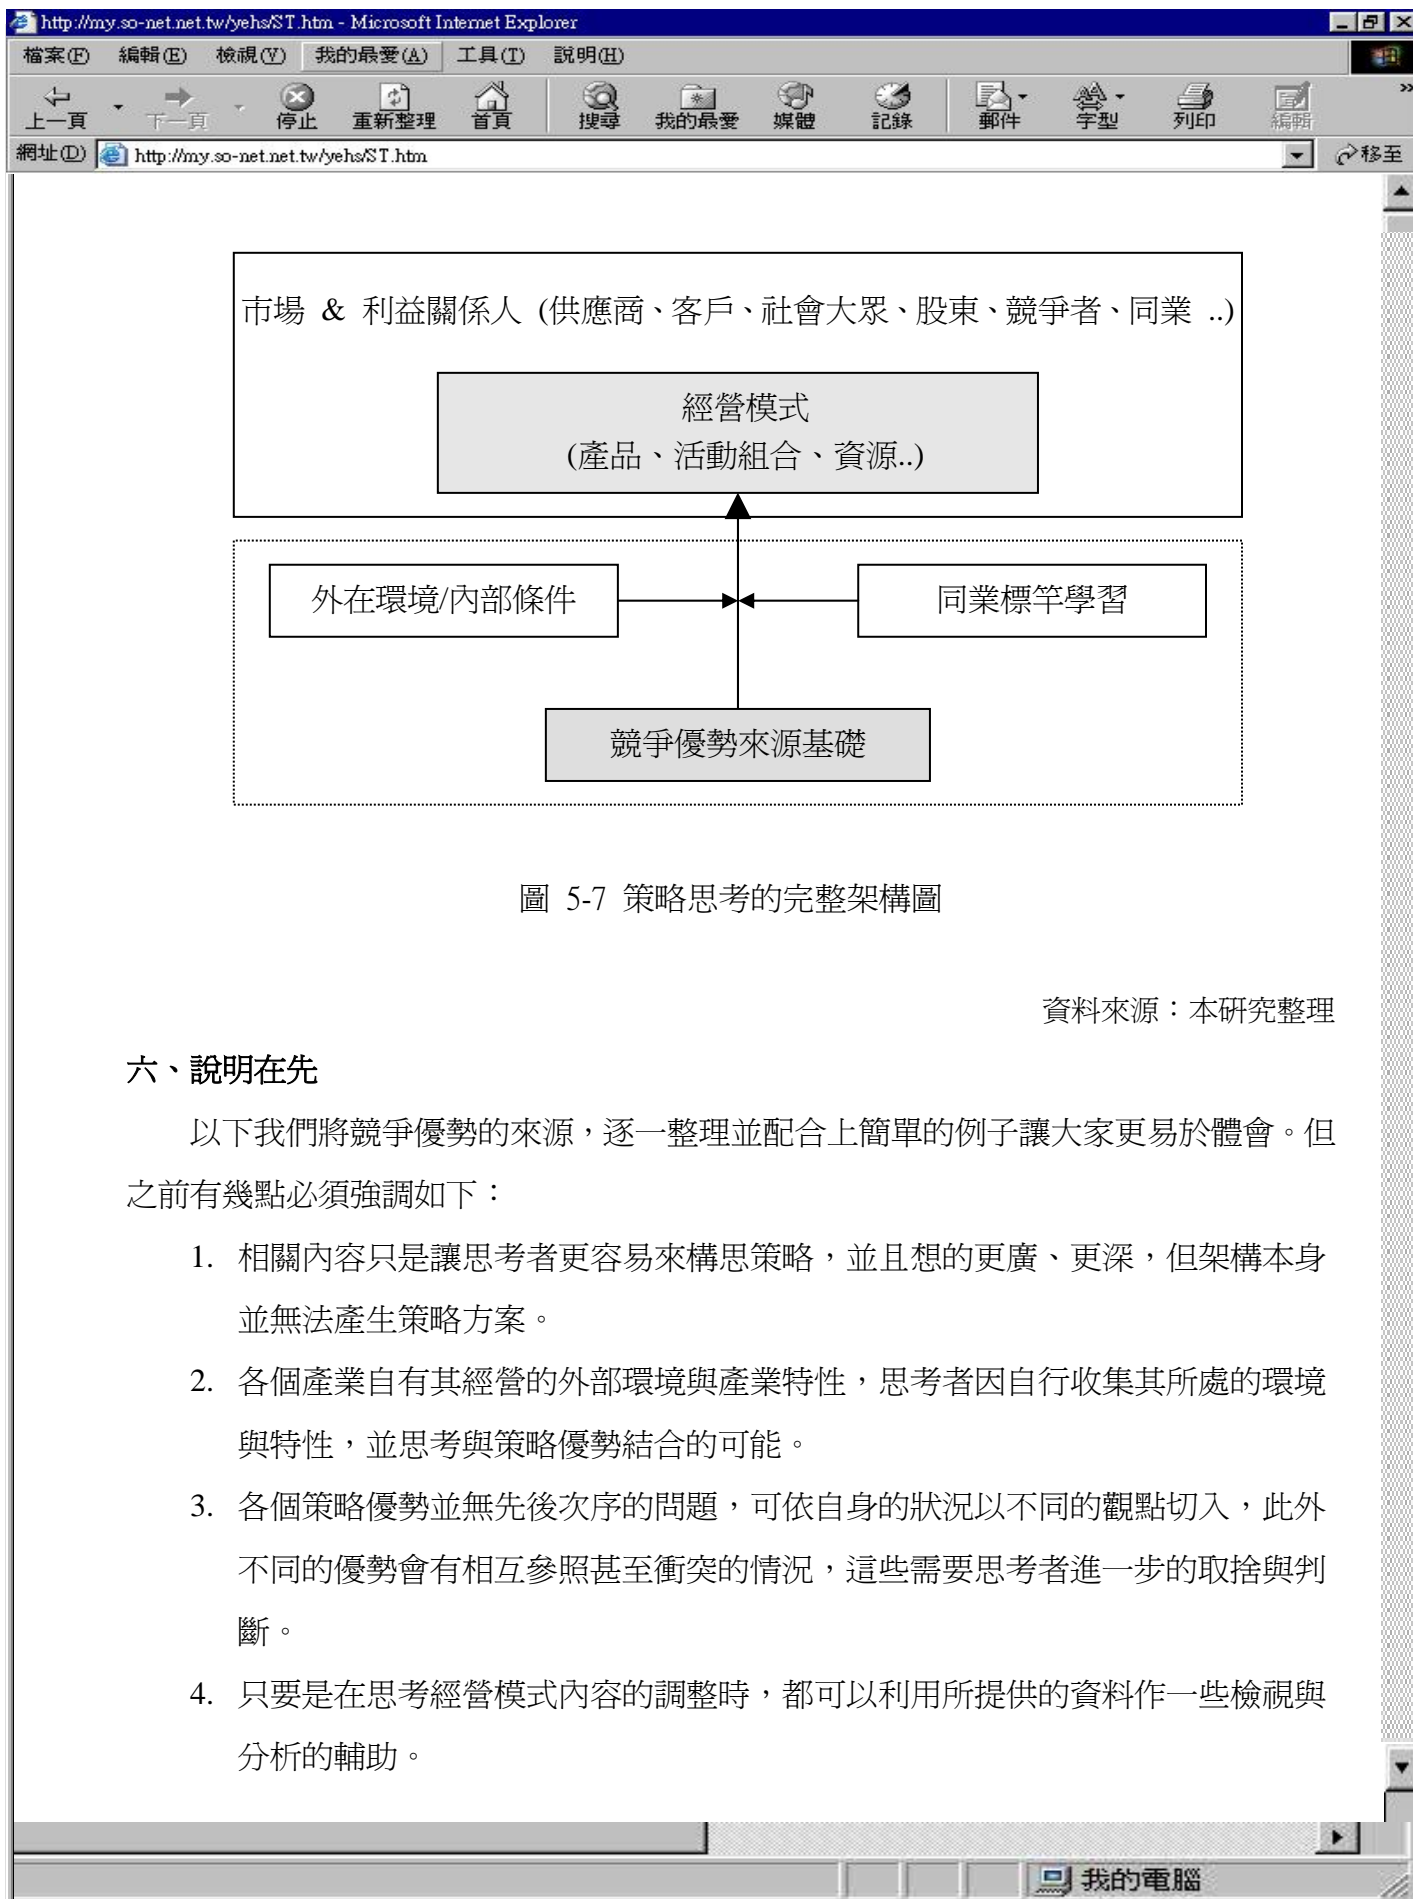 http://my.so-net.net.tw/yehs/ST.htm - Microsoft Internet Explorer
檔案(F) 編輯(E) 檢視(V) 我的最愛(A) 工具(T) 說明(H)
上一頁 下一頁 停止 重新整理 首頁 搜尋 我的最愛 媒體 記錄 郵件 字型 列印 編輯 »
網址(D) http://my.so-net.net.tw/yehs/ST.htm 移至
市場 & 利益關係人 (供應商、客戶、社會大眾、股東、競爭者、同業 ..)
經營模式
(產品、活動組合、資源..)
外在環境/內部條件 同業標竿學習
競爭優勢來源基礎
圖 5-7 策略思考的完整架構圖
資料來源：本研究整理
六、說明在先
以下我們將競爭優勢的來源，逐一整理並配合上簡單的例子讓大家更易於體會。但
之前有幾點必須強調如下：
1. 相關內容只是讓思考者更容易來構思策略，並且想的更廣、更深，但架構本身
並無法產生策略方案。
2. 各個產業自有其經營的外部環境與產業特性，思考者因自行收集其所處的環境
與特性，並思考與策略優勢結合的可能。
3. 各個策略優勢並無先後次序的問題，可依自身的狀況以不同的觀點切入，此外
不同的優勢會有相互參照甚至衝突的情況，這些需要思考者進一步的取捨與判
斷。
4. 只要是在思考經營模式內容的調整時，都可以利用所提供的資料作一些檢視與
分析的輔助。
我的電腦